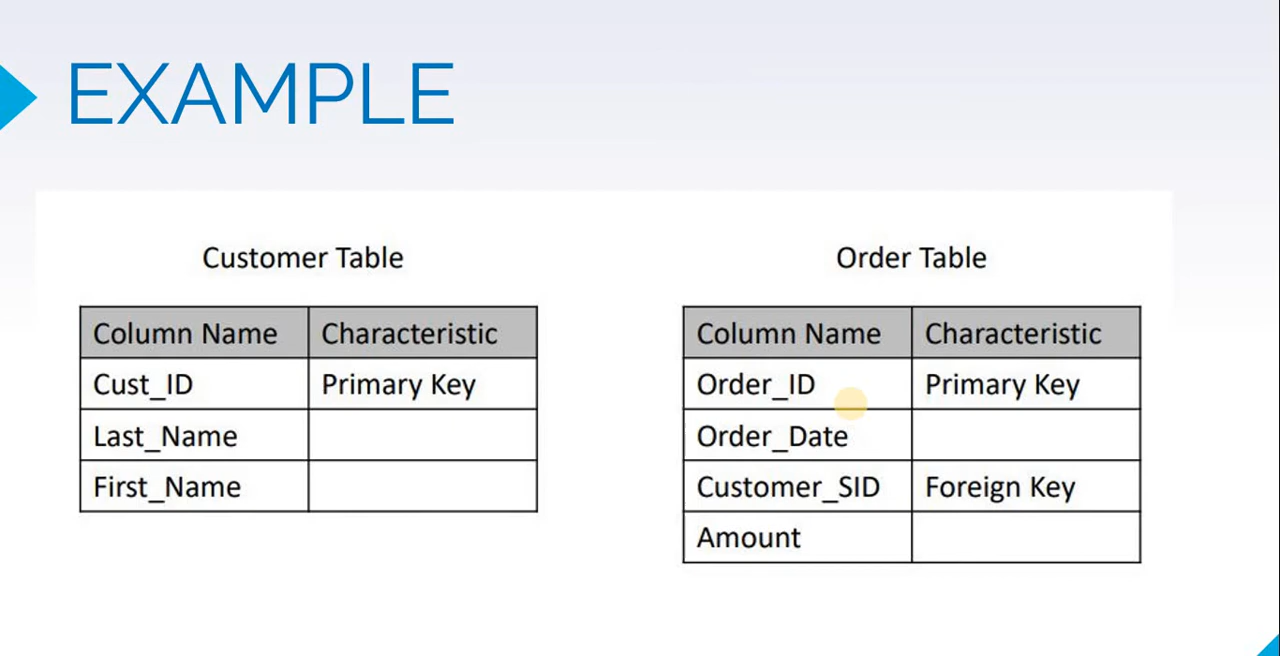 EXAMPLE
Customer Table
Column Name Characteristic
Cust_ID Primary Key
Last_Name
First_Name
Order Table
Column Name Characteristic
Order_ID Primary Key
Order_Date
Customer_SID Foreign Key
Amount